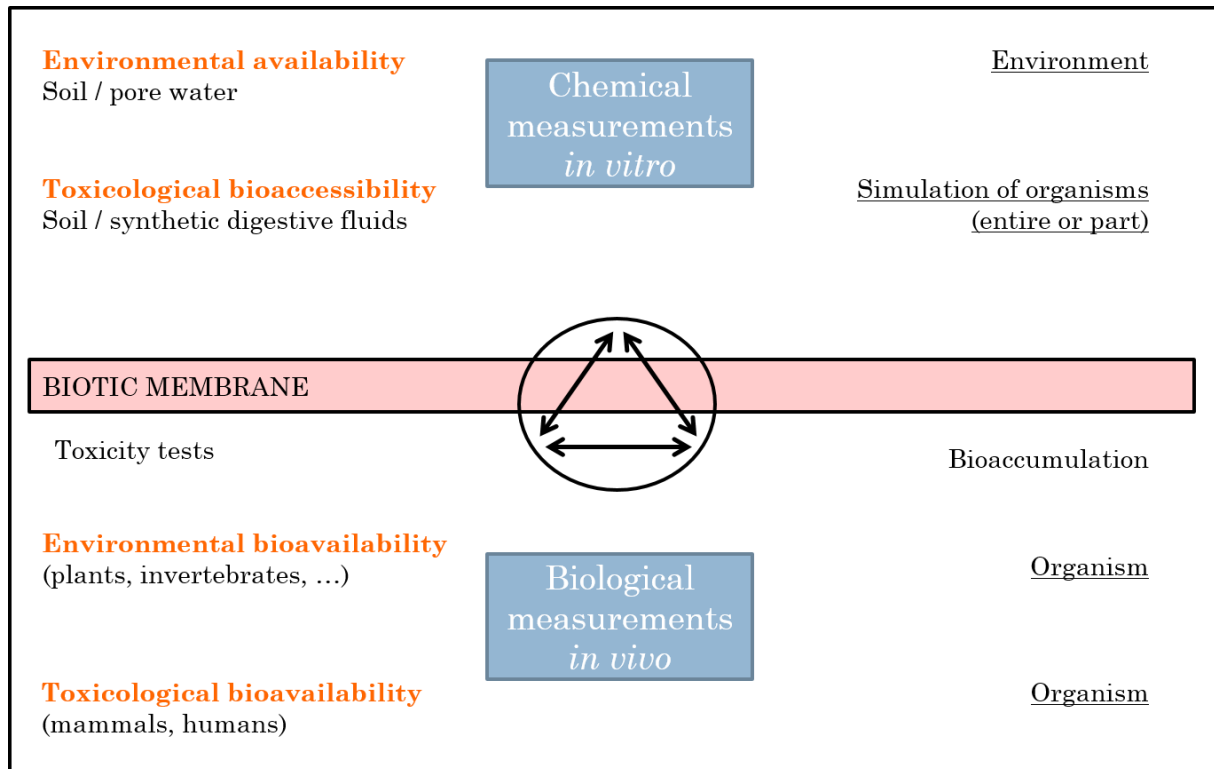 Environmental availability
Soil / pore water
Chemical
measurements
in vitro
Environment
Toxicological bioaccessibility
Soil / synthetic digestive fluids
Simulation of organisms
(entire or part)
BIOTIC MEMBRANE
Toxicity tests
Bioaccumulation
Environmental bioavailability
(plants, invertebrates, …)
Biological
measurements
in vivo
Organism
Toxicological bioavailability
(mammals, humans)
Organism